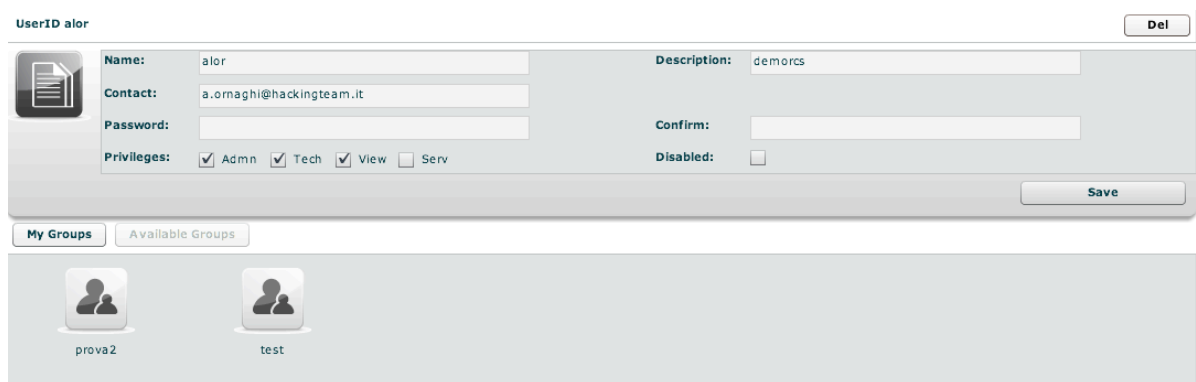 UserID alor
Del
Name: alor Description: demorcs
Contact: a.ornaghi@hackingteam.it
Password: Confirm:
Privileges: Admn Tech View Serv Disabled:
Save
My Groups Available Groups
prova2 test